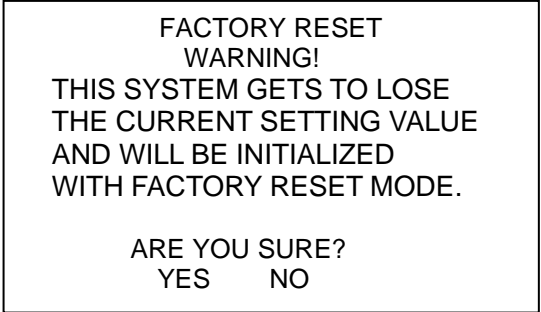 FACTORY RESET
WARNING!
THIS SYSTEM GETS TO LOSE
THE CURRENT SETTING VALUE
AND WILL BE INITIALIZED
WITH FACTORY RESET MODE.
ARE YOU SURE?
YES NO